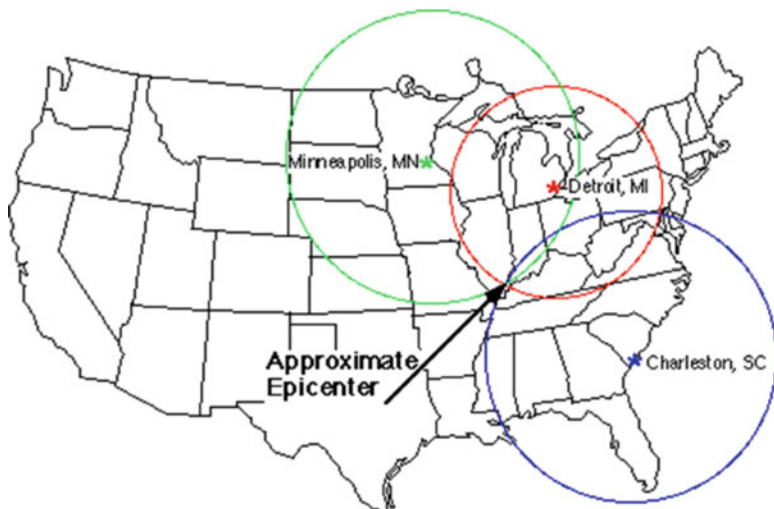 Minneapolis, MN
Detroit, MI
Approximate
Epicenter
Charleston, SC